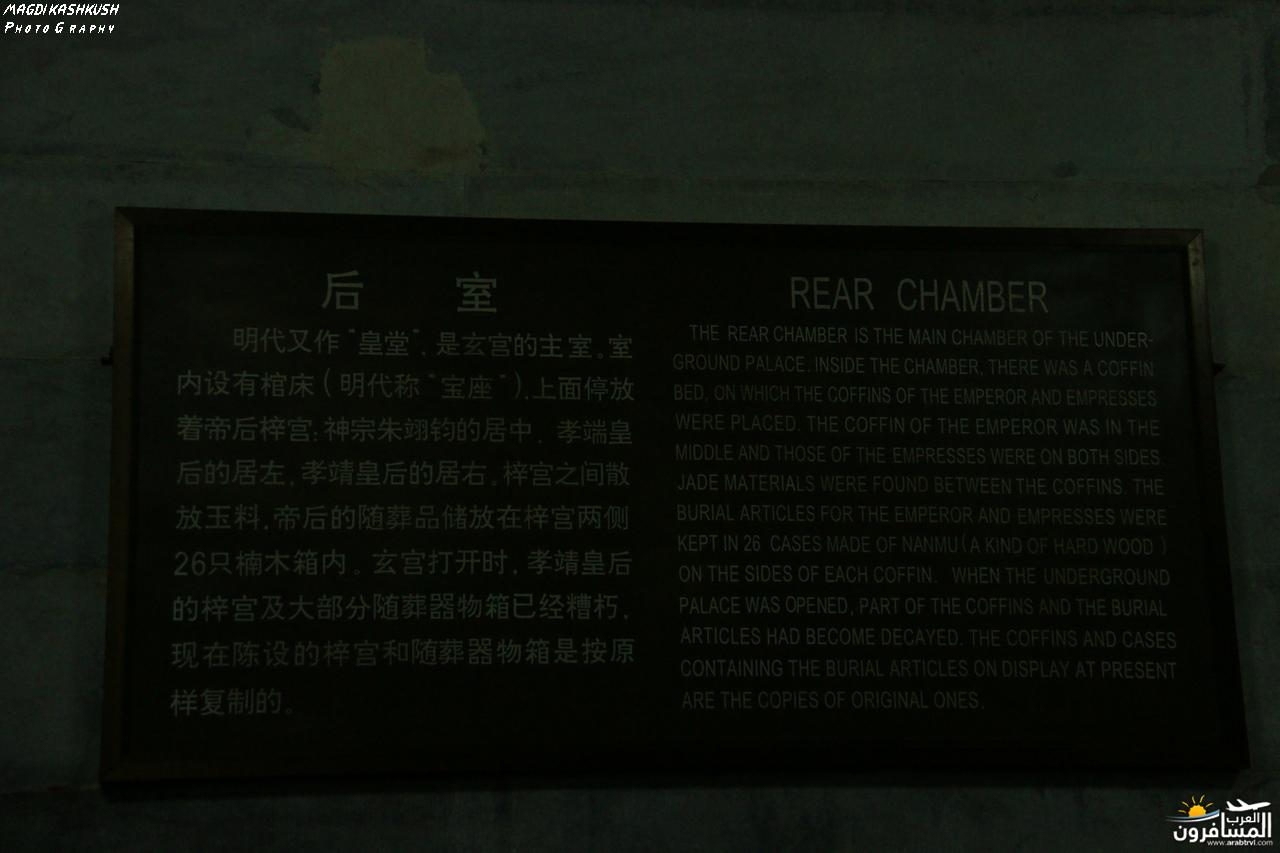 MAGDI KASHKUSH
PHOTOGRAPHY
后 室
明代又作“皇堂”,是玄宫的主室。室
内设有棺床(明代称“宝座”),上面停放
着帝后梓宫:神宗朱翊钧的居中,孝端皇
后的居左,孝靖皇后的居右。梓宫之间散
放玉料,帝后的随葬品储放在梓宫两侧
26只楠木箱内。玄宫打开时,孝靖皇后
的梓宫及大部分随葬器物箱已经糟朽,
现在陈设的梓宫和随葬器物箱是按原
样复制的。
REAR CHAMBER
THE REAR CHAMBER IS THE MAIN CHAMBER OF THE UNDER-
GROUND PALACE. INSIDE THE CHAMBER, THERE WAS A COFFIN
BED, ON WHICH THE COFFINS OF THE EMPEROR AND EMPRESSES
WERE PLACED. THE COFFIN OF THE EMPEROR WAS IN THE
MIDDLE AND THOSE OF THE EMPRESSES WERE ON BOTH SIDES.
JADE MATERIALS WERE FOUND BETWEEN THE COFFINS. THE
BURIAL ARTICLES FOR THE EMPEROR AND EMPRESSES WERE
KEPT IN 26 CASES MADE OF NANMU(A KIND OF HARD WOOD)
ON THE SIDES OF EACH COFFIN. WHEN THE UNDERGROUND
PALACE WAS OPENED, PART OF THE COFFINS AND THE BURIAL
ARTICLES HAD BECOME DECAYED. THE COFFINS AND CASES
CONTAINING THE BURIAL ARTICLES ON DISPLAY AT PRESENT
ARE THE COPIES OF ORIGINAL ONES.
العرب
المسافرون
www.arabtrvl.com